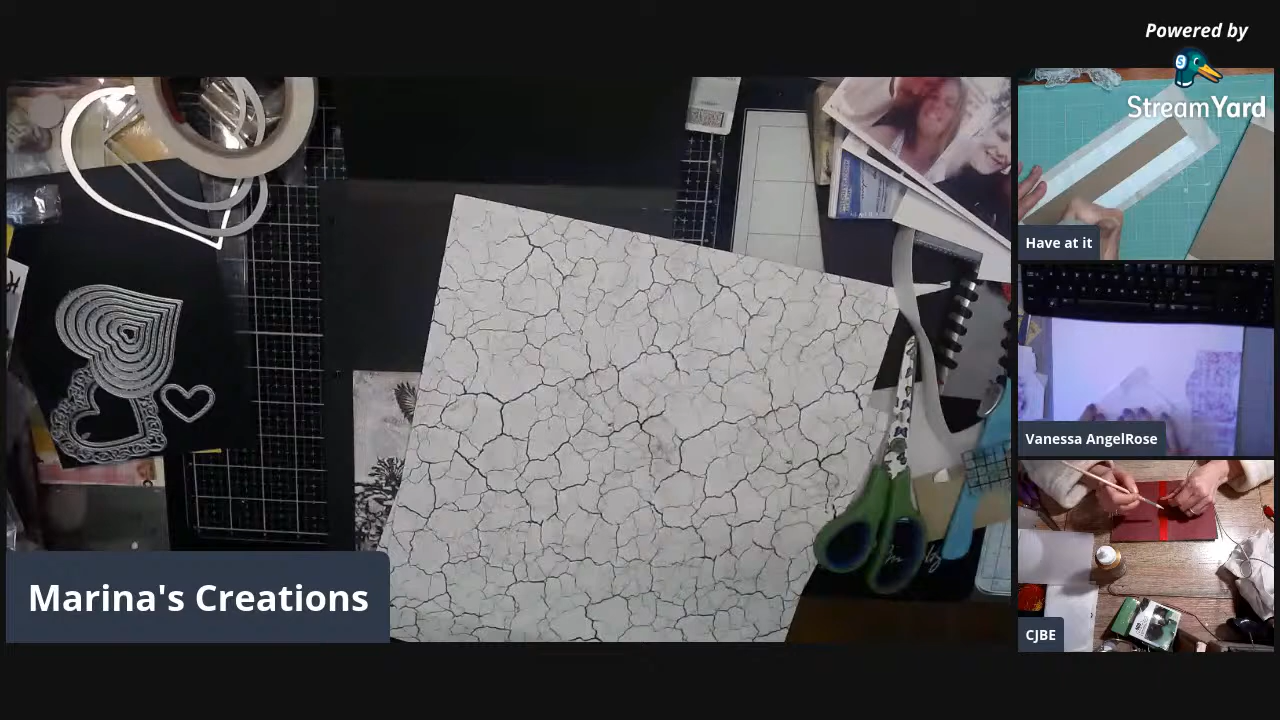 Powered by
StreamYard
Have at it
Vanessa AngelRose
Marina's Creations
CJBE